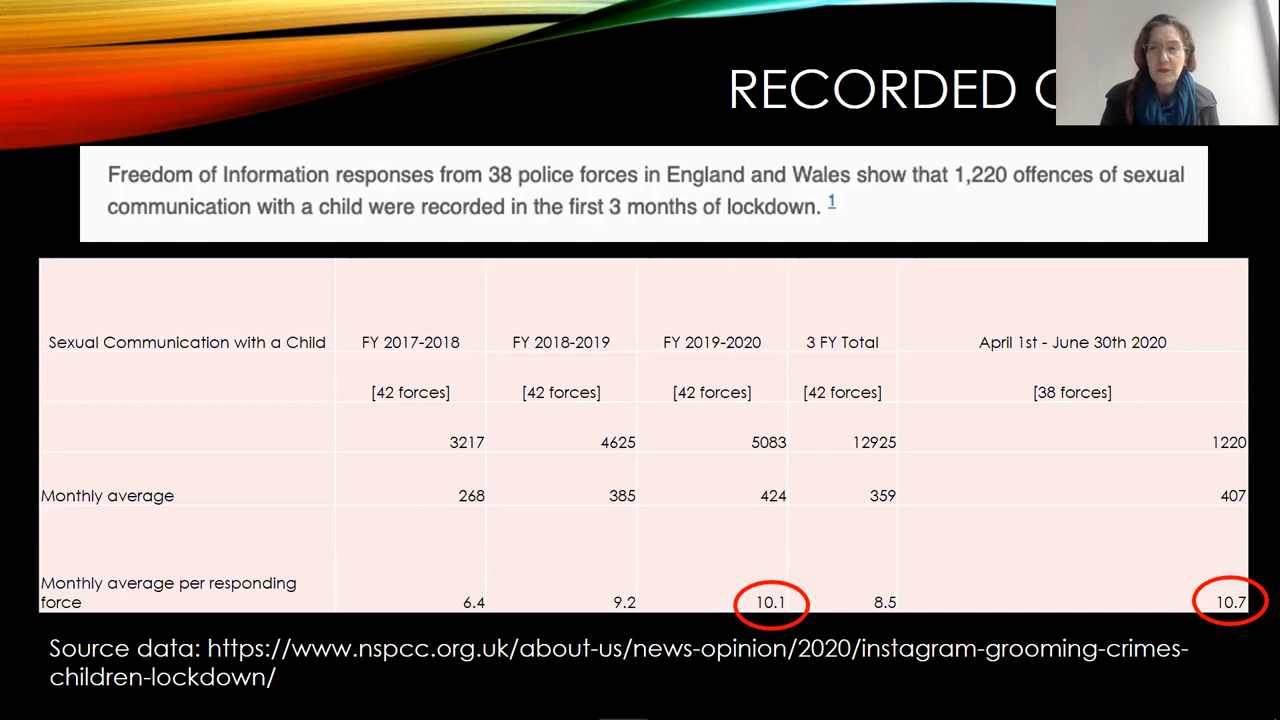 RECORDED
Freedom of Information responses from 38 police forces in England and Wales show that 1,220 offences of sexual
communication with a child were recorded in the first 3 months of lockdown. 1
Sexual Communication with a Child FY 2017-2018 FY 2018-2019 FY 2019-2020 3 FY Total April 1st - June 30th 2020
[42 forces] [42 forces] [42 forces] [42 forces] [38 forces]
3217 4625 5083 12925 1220
Monthly average 268 385 424 359 407
Monthly average per responding
force 6.4 9.2 10.1 8.5 10.7
Source data: https://www.nspcc.org.uk/about-us/news-opinion/2020/instagram-grooming-crimes-
children-lockdown/